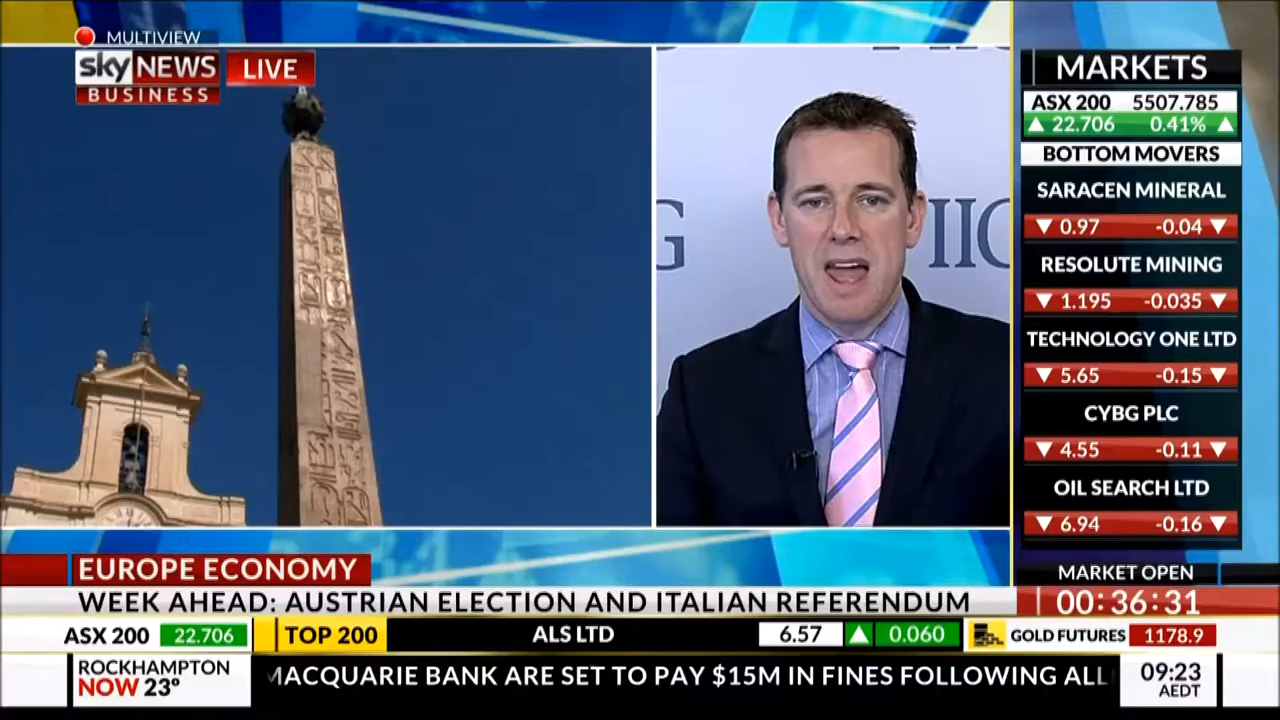 MULTIVIEW
sky NEWS LIVE
BUSINESS
G
IIG
MARKETS
ASX 200 5507.785
▲ 22.706 0.41% ▲
BOTTOM MOVERS
SARACEN MINERAL
▼ 0.97 -0.04 ▼
RESOLUTE MINING
▼ 1.195 -0.035 ▼
TECHNOLOGY ONE LTD
▼ 5.65 -0.15 ▼
CYBG PLC
▼ 4.55 -0.11 ▼
OIL SEARCH LTD
▼ 6.94 -0.16 ▼
MARKET OPEN
00:36:31
EUROPE ECONOMY
WEEK AHEAD: AUSTRIAN ELECTION AND ITALIAN REFERENDUM
ASX 200 22.706 TOP 200 ALS LTD 6.57 ▲ 0.060 GOLD FUTURES 1178.9
ROCKHAMPTON
NOW 23°
MACQUARIE BANK ARE SET TO PAY $15M IN FINES FOLLOWING ALL
09:23
AEDT